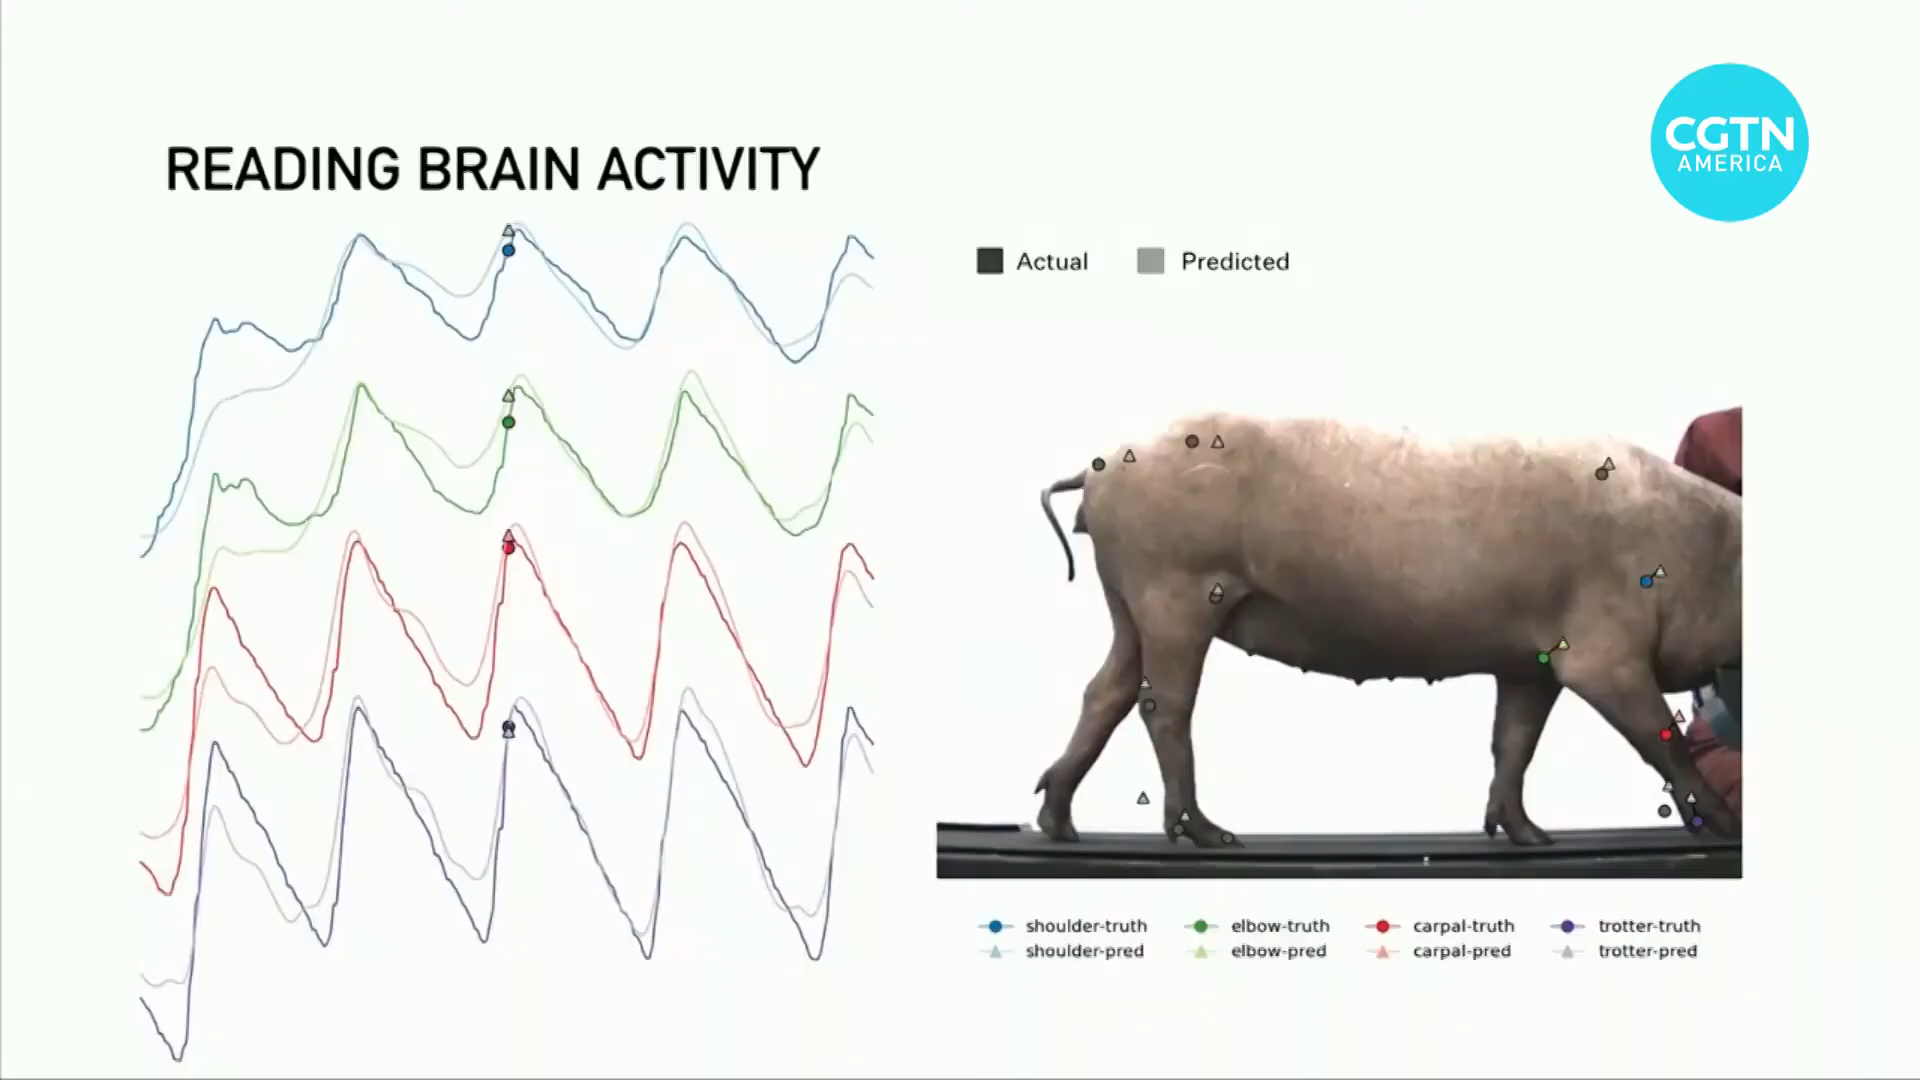 CGTN
AMERICA
READING BRAIN ACTIVITY
Actual
Predicted
shoulder-truth
elbow-truth
carpal-truth
trotter-truth
shoulder-pred
elbow-pred
carpal-pred
trotter-pred